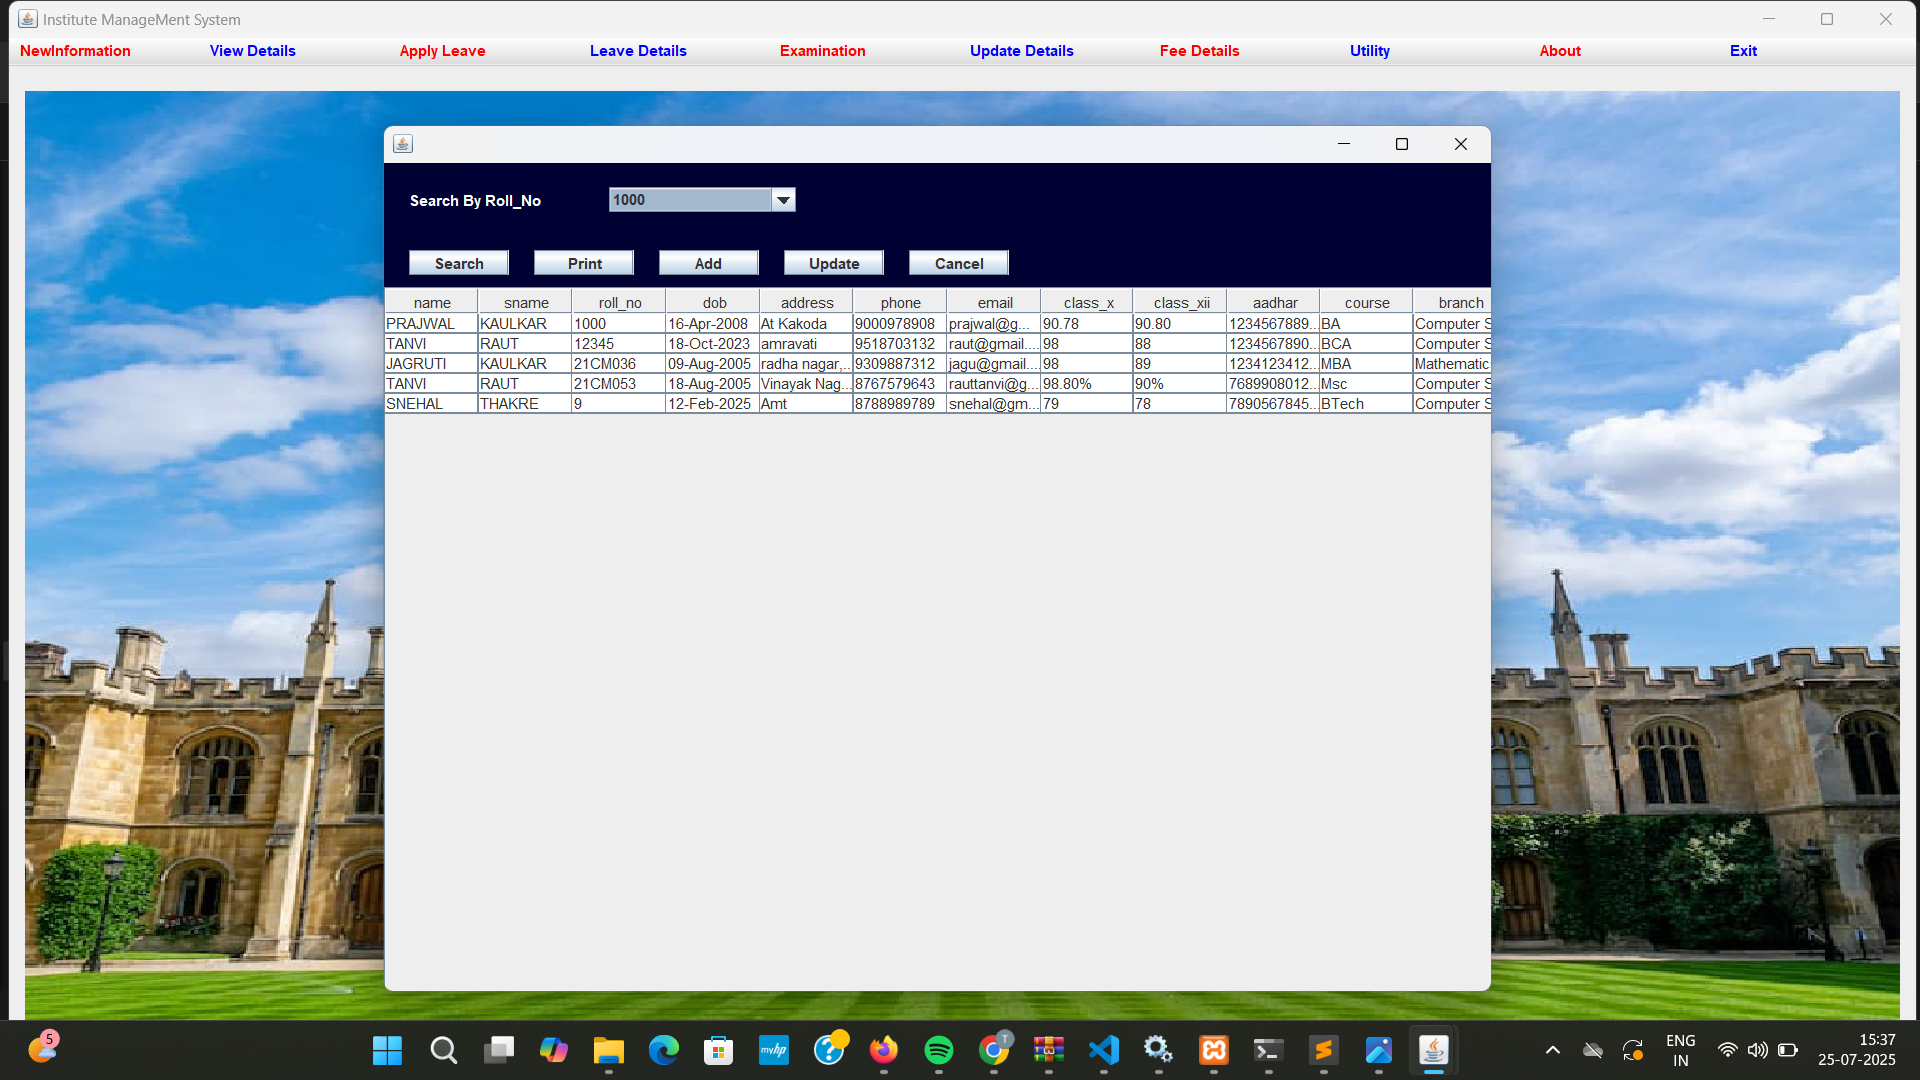 Institute ManageMent System
NewInformation View Details Apply Leave Leave Details Examination Update Details Fee Details Utility About Exit
Search By Roll_No 1000
Search Print Add Update Cancel
name sname roll_no dob address phone email class_x class_xii aadhar course branch
PRAJWAL KAULKAR 1000 16-Apr-2008 At Kakoda 9000978908 prajwal@g... 90.78 90.80 1234567889... BA Computer S
TANVI RAUT 12345 18-Oct-2023 amravati 9518703132 raut@gmail.... 98 88 1234567890... BCA Computer S
JAGRUTI KAULKAR 21CM036 09-Aug-2005 radha nagar,... 9309887312 jagu@gmail.... 98 89 1234123412... MBA Mathematic
TANVI RAUT 21CM053 18-Aug-2005 Vinayak Nag... 8767579643 rauttanvi@g... 98.80% 90% 7689908012... Msc Computer S
SNEHAL THAKRE 9 12-Feb-2025 Amt 8788989789 snehal@gm... 79 78 7890567845... BTech Computer S
5
myhp
T
ENG
IN
15:37
25-07-2025